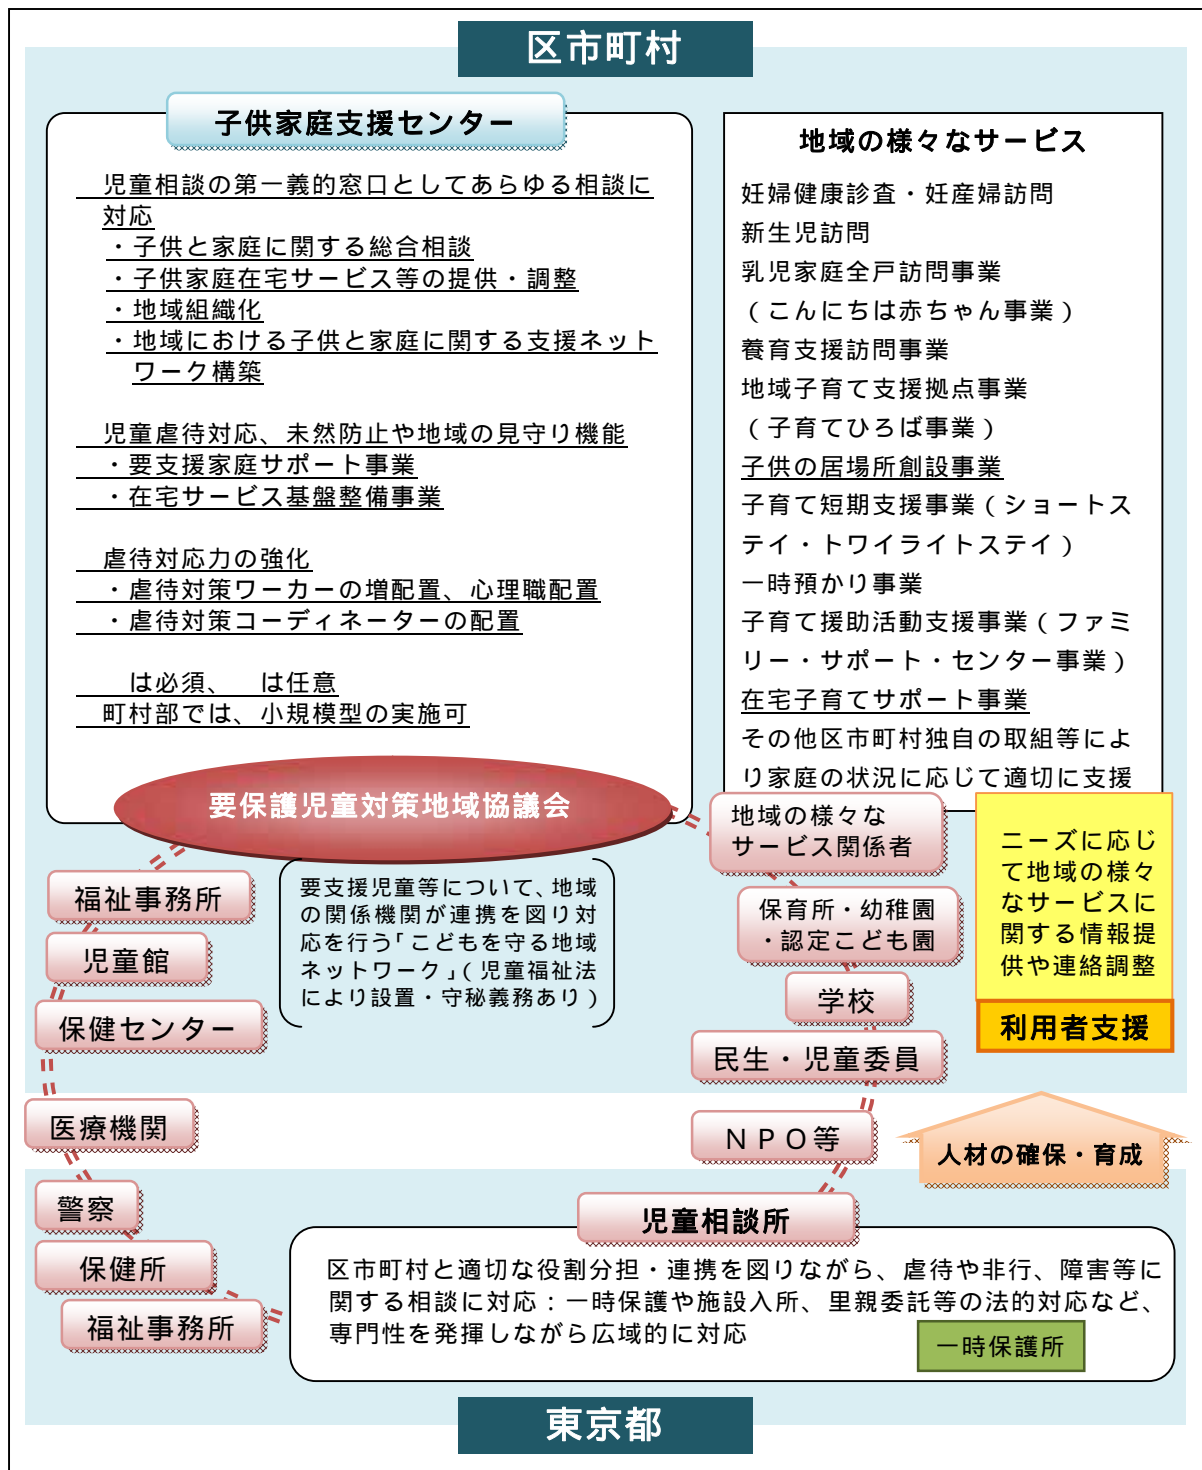 区市町村
子供家庭支援センター
児童相談の第一義的窓口としてあらゆる相談に
対応
・子供と家庭に関する総合相談
・子供家庭在宅サービス等の提供・調整
・地域組織化
・地域における子供と家庭に関する支援ネット
ワーク構築
児童虐待対応、未然防止や地域の見守り機能
・要支援家庭サポート事業
・在宅サービス基盤整備事業
虐待対応力の強化
・虐待対策ワーカーの増配置、心理職配置
・虐待対策コーディネーターの配置
は必須、　は任意
町村部では、小規模型の実施可
地域の様々なサービス
妊婦健康診査・妊産婦訪問
新生児訪問
乳児家庭全戸訪問事業
（こんにちは赤ちゃん事業）
養育支援訪問事業
地域子育て支援拠点事業
（子育てひろば事業）
子供の居場所創設事業
子育て短期支援事業（ショートス
テイ・トワイライトステイ）
一時預かり事業
子育て援助活動支援事業（ファミ
リー・サポート・センター事業）
在宅子育てサポート事業
その他区市町村独自の取組等によ
り家庭の状況に応じて適切に支援
要保護児童対策地域協議会
要支援児童等について、地域
の関係機関が連携を図り対
応を行う「こどもを守る地域
ネットワーク」（児童福祉法
により設置・守秘義務あり）
福祉事務所
児童館
保健センター
医療機関
警察
保健所
福祉事務所
地域の様々な
サービス関係者
保育所・幼稚園
・認定こども園
学校
民生・児童委員
ＮＰＯ等
ニーズに応じ
て地域の様々
なサービスに
関する情報提
供や連絡調整
利用者支援
人材の確保・育成
児童相談所
区市町村と適切な役割分担・連携を図りながら、虐待や非行、障害等に
関する相談に対応：一時保護や施設入所、里親委託等の法的対応など、
専門性を発揮しながら広域的に対応
一時保護所
東京都